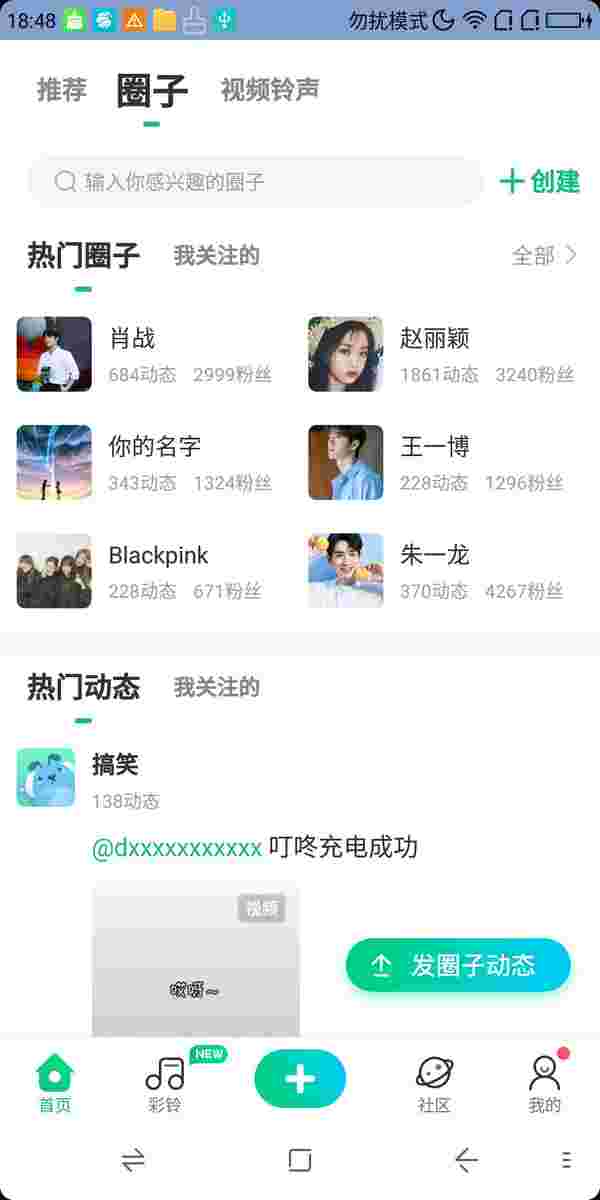 18:48 勿扰模式
推荐 圈子 视频铃声
输入你感兴趣的圈子 创建
热门圈子 我关注的 全部
肖战 赵丽颖
684动态 2999粉丝 1861动态 3240粉丝
你的名字 王一博
343动态 1324粉丝 228动态 1296粉丝
Blackpink 朱一龙
228动态 671粉丝 370动态 4267粉丝
热门动态 我关注的
搞笑
138动态
@dxxxxxxxxxxx 叮咚充电成功
视频
哎呀~
发圈子动态
NEW
首页 彩铃 社区 我的